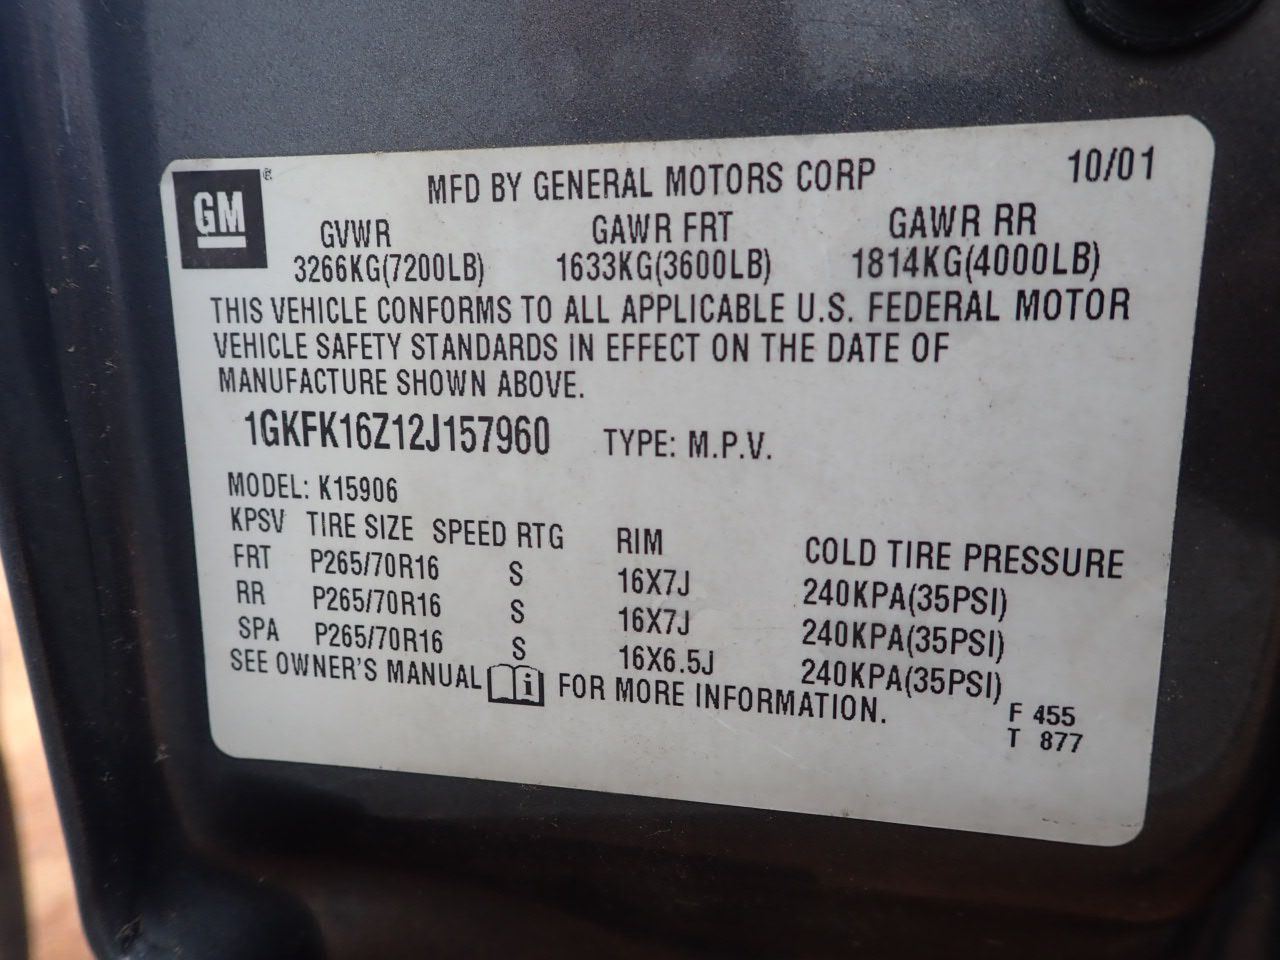 GM® MFD BY GENERAL MOTORS CORP 10/01
GVWR GAWR FRT GAWR RR
3266KG(7200LB) 1633KG(3600LB) 1814KG(4000LB)
THIS VEHICLE CONFORMS TO ALL APPLICABLE U.S. FEDERAL MOTOR
VEHICLE SAFETY STANDARDS IN EFFECT ON THE DATE OF
MANUFACTURE SHOWN ABOVE.
1GKFK16Z12J157960 TYPE: M.P.V.
MODEL: K15906
KPSV TIRE SIZE SPEED RTG RIM COLD TIRE PRESSURE
FRT P265/70R16 S 16X7J 240KPA(35PSI)
RR P265/70R16 S 16X7J 240KPA(35PSI)
SPA P265/70R16 S 16X6.5J 240KPA(35PSI)
SEE OWNER'S MANUAL i FOR MORE INFORMATION.
F 455
T 877